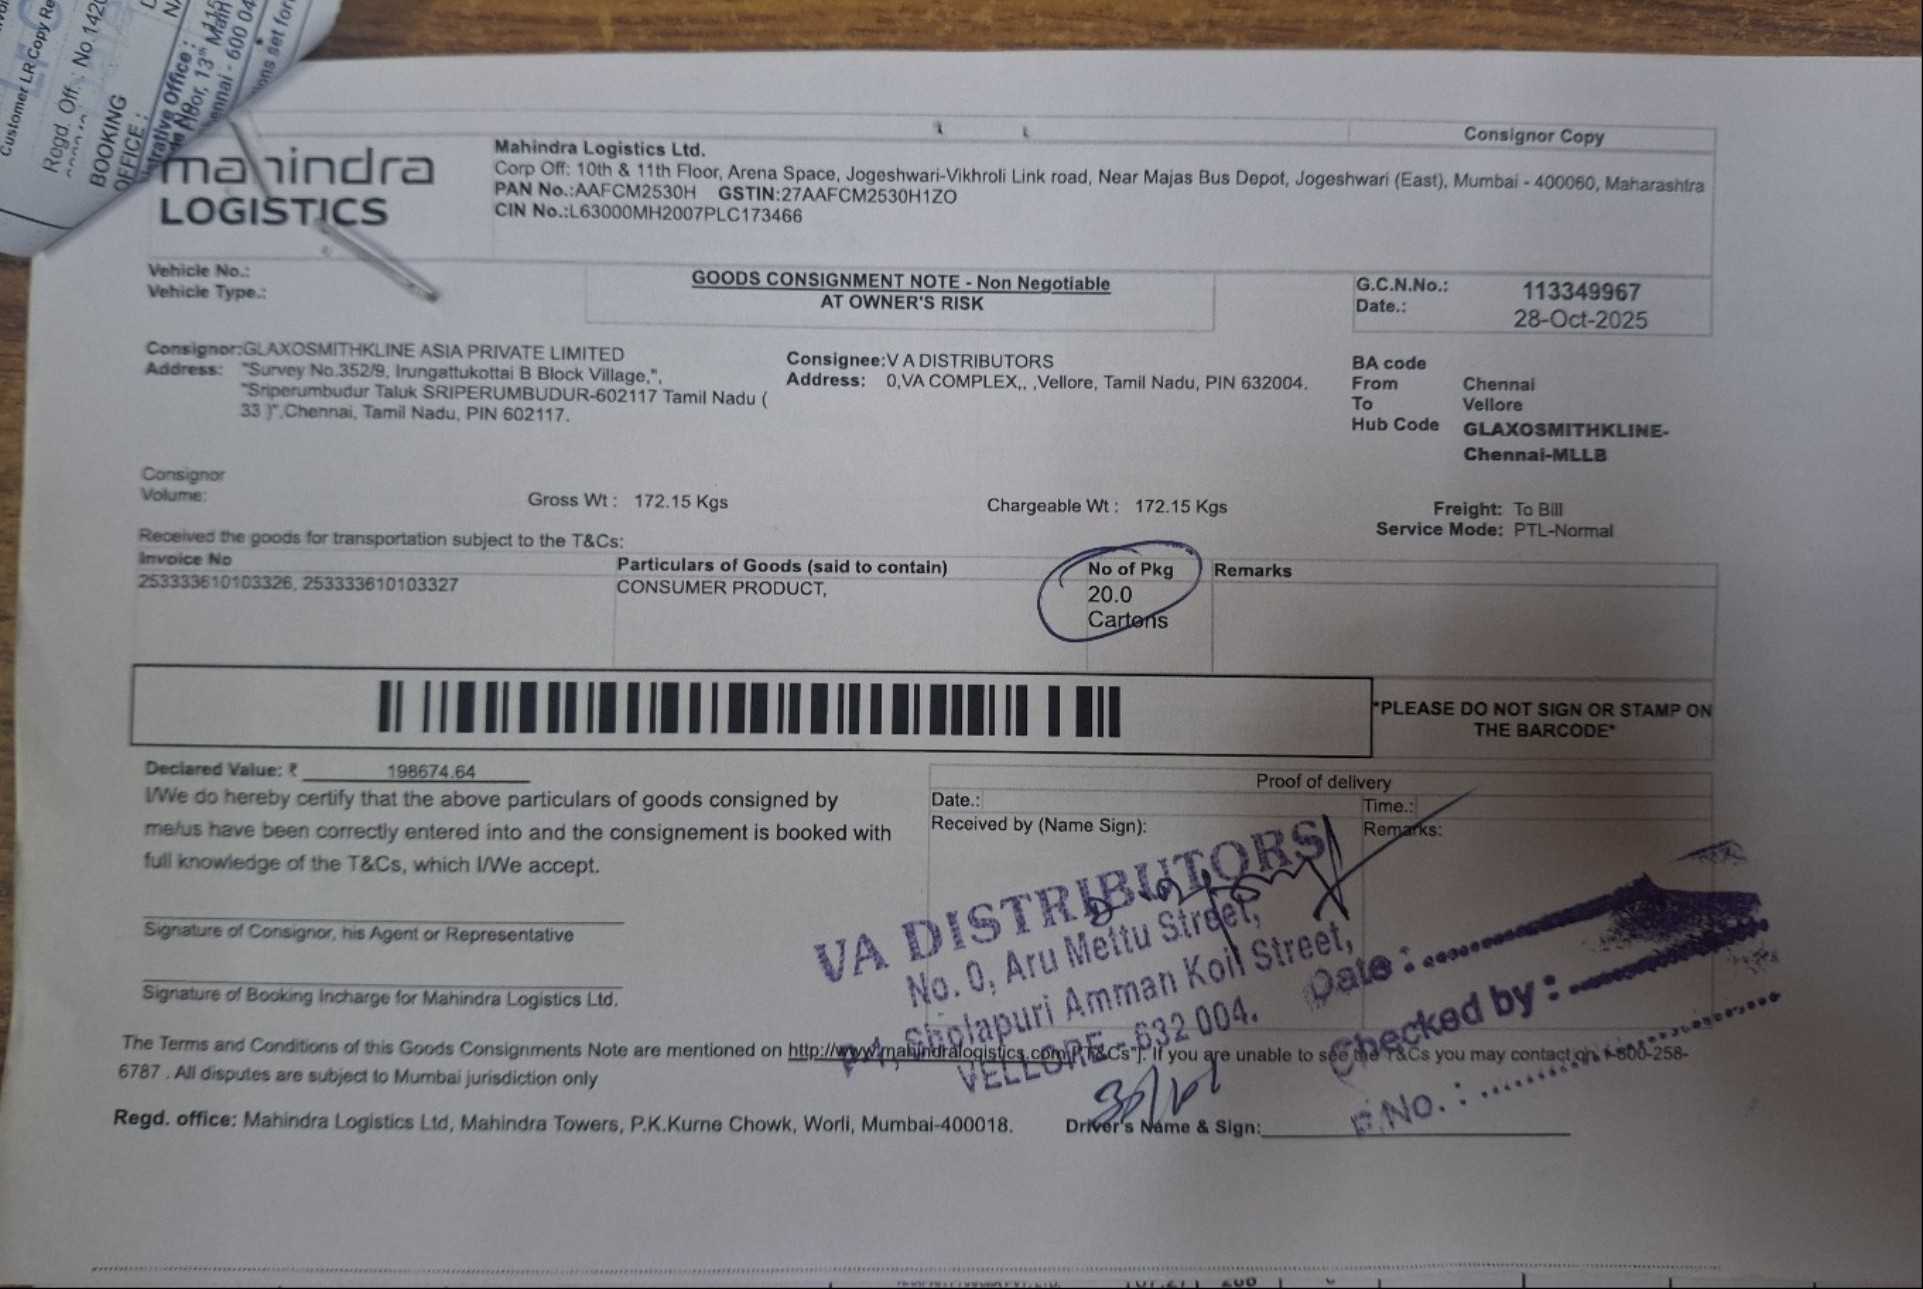 Customer LR Copy
Regd. Off. : No.142
BOOKING
OFFICE :
mahindra
LOGISTICS
Consignor Copy
Mahindra Logistics Ltd.
Corp Off: 10th & 11th Floor, Arena Space, Jogeshwari-Vikhroli Link road, Near Majas Bus Depot, Jogeshwari (East), Mumbai - 400060, Maharashtra
PAN No.:AAFCM2530H GSTIN:27AAFCM2530H1ZO
CIN No.:L63000MH2007PLC173466
Vehicle No.:
Vehicle Type.:
GOODS CONSIGNMENT NOTE - Non Negotiable
AT OWNER'S RISK
G.C.N.No.: 113349967
Date.: 28-Oct-2025
Consignor:GLAXOSMITHKLINE ASIA PRIVATE LIMITED
Address: "Survey No.352/9, Irungattukottai B Block Village,",
"Sriperumbudur Taluk SRIPERUMBUDUR-602117 Tamil Nadu (
33 )",Chennai, Tamil Nadu, PIN 602117.
Consignee:V A DISTRIBUTORS
Address: 0,VA COMPLEX,, ,Vellore, Tamil Nadu, PIN 632004.
BA code
From Chennai
To Vellore
Hub Code GLAXOSMITHKLINE-
Chennai-MLLB
Consignor
Volume:
Gross Wt : 172.15 Kgs
Chargeable Wt : 172.15 Kgs
Freight: To Bill
Service Mode: PTL-Normal
Received the goods for transportation subject to the T&Cs:
Invoice No Particulars of Goods (said to contain) No of Pkg Remarks
253333610103326, 253333610103327 CONSUMER PRODUCT, 20.0
Cartons
*PLEASE DO NOT SIGN OR STAMP ON
THE BARCODE*
Declared Value: ₹ 198674.64
I/We do hereby certify that the above particulars of goods consigned by
me/us have been correctly entered into and the consignement is booked with
full knowledge of the T&Cs, which I/We accept.
Proof of delivery
Date.: Time.:
Received by (Name Sign): Remarks:
VA DISTRIBUTORS
No. 0, Aru Mettu Street,
Sholapuri Amman Koil Street,
VELLORE - 632 004.
Date :
Checked by :
No. :
Signature of Consignor, his Agent or Representative
Signature of Booking Incharge for Mahindra Logistics Ltd.
The Terms and Conditions of this Goods Consignments Note are mentioned on http://www.mahindralogistics.com["T&Cs"]. If you are unable to see the T&Cs you may contact on 1-800-258-
6787 . All disputes are subject to Mumbai jurisdiction only
Regd. office: Mahindra Logistics Ltd, Mahindra Towers, P.K.Kurne Chowk, Worli, Mumbai-400018.
Driver's Name & Sign: